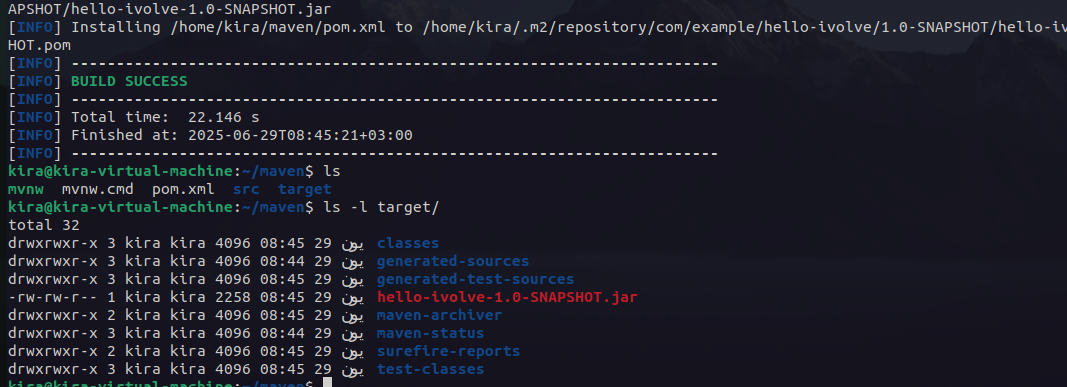 APSHOT/hello-ivolve-1.0-SNAPSHOT.jar
[INFO] Installing /home/kira/maven/pom.xml to /home/kira/.m2/repository/com/example/hello-ivolve/1.0-SNAPSHOT/hello-iv
HOT.pom
[INFO] ------------------------------------------------------------------------
[INFO] BUILD SUCCESS
[INFO] ------------------------------------------------------------------------
[INFO] Total time:  22.146 s
[INFO] Finished at: 2025-06-29T08:45:21+03:00
[INFO] ------------------------------------------------------------------------
kira@kira-virtual-machine:~/maven$ ls
mvnw  mvnw.cmd  pom.xml  src  target
kira@kira-virtual-machine:~/maven$ ls -l target/
total 32
drwxrwxr-x 3 kira kira 4096 08:45 29 يون classes
drwxrwxr-x 3 kira kira 4096 08:44 29 يون generated-sources
drwxrwxr-x 3 kira kira 4096 08:45 29 يون generated-test-sources
-rw-rw-r-- 1 kira kira 2258 08:45 29 يون hello-ivolve-1.0-SNAPSHOT.jar
drwxrwxr-x 2 kira kira 4096 08:45 29 يون maven-archiver
drwxrwxr-x 3 kira kira 4096 08:44 29 يون maven-status
drwxrwxr-x 2 kira kira 4096 08:45 29 يون surefire-reports
drwxrwxr-x 3 kira kira 4096 08:45 29 يون test-classes
kira@kira-virtual-machine:~/maven$